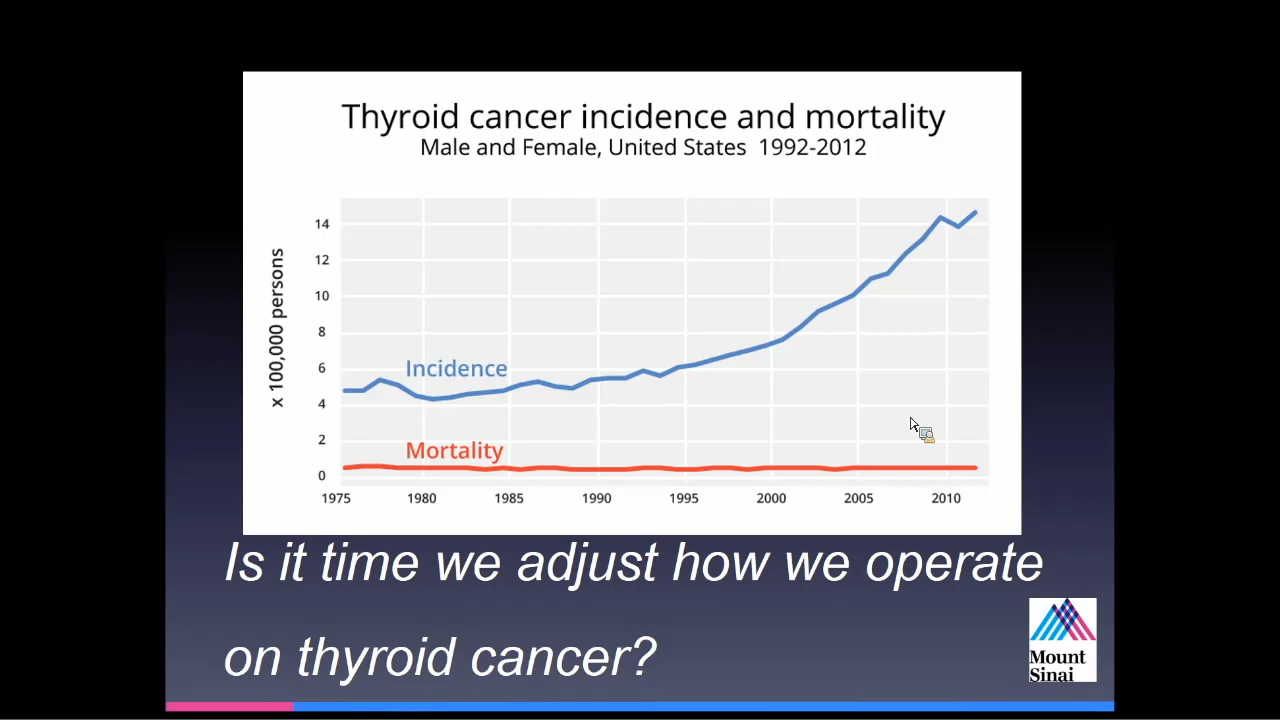 Thyroid cancer incidence and mortality
Male and Female, United States 1992-2012
x 100,000 persons
14
12
10
8
6
4
2
0
Incidence
Mortality
1975 1980 1985 1990 1995 2000 2005 2010
Is it time we adjust how we operate
on thyroid cancer?
Mount
Sinai